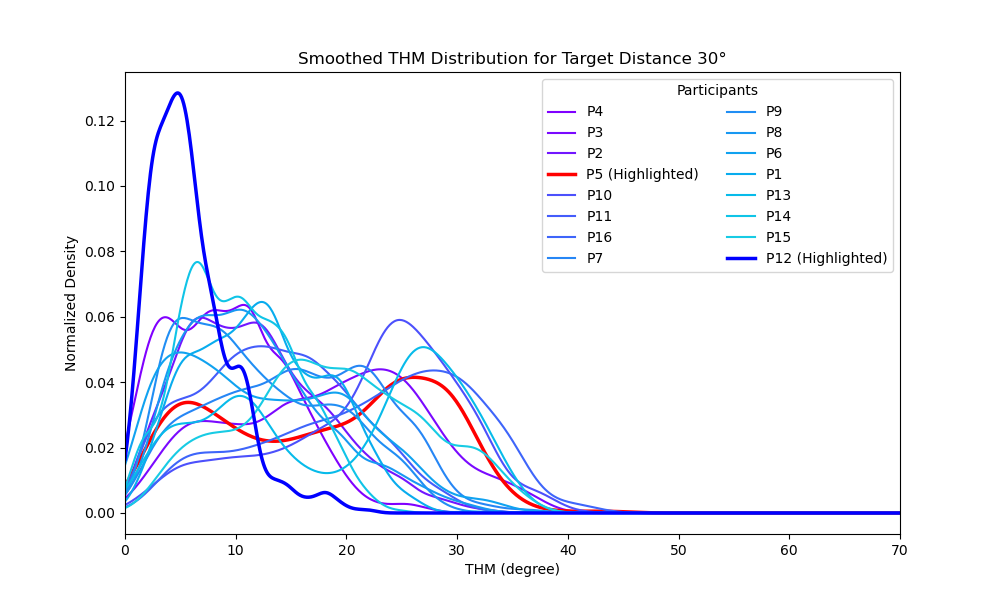 Smoothed THM Distribution for Target Distance 30°
Participants
P4
P3
P2
P5 (Highlighted)
P10
P11
P16
P7
P9
P8
P6
P1
P13
P14
P15
P12 (Highlighted)
Normalized Density
0.12
0.10
0.08
0.06
0.04
0.02
0.00
0 10 20 30 40 50 60 70
THM (degree)